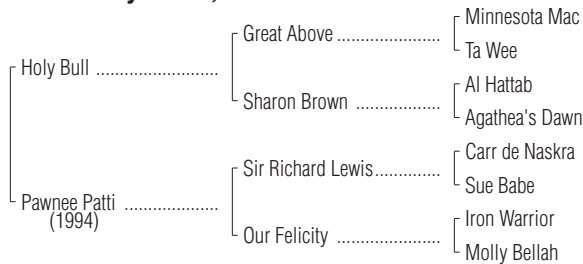 Minnesota Mac
Great Above ..................
Ta Wee
Holy Bull .........................
Al Hattab
Sharon Brown ...............
Agathea's Dawn
Carr de Naskra
Sir Richard Lewis............
Sue Babe
Pawnee Patti ...................
(1994)
Iron Warrior
Our Felicity ...................
Molly Bellah